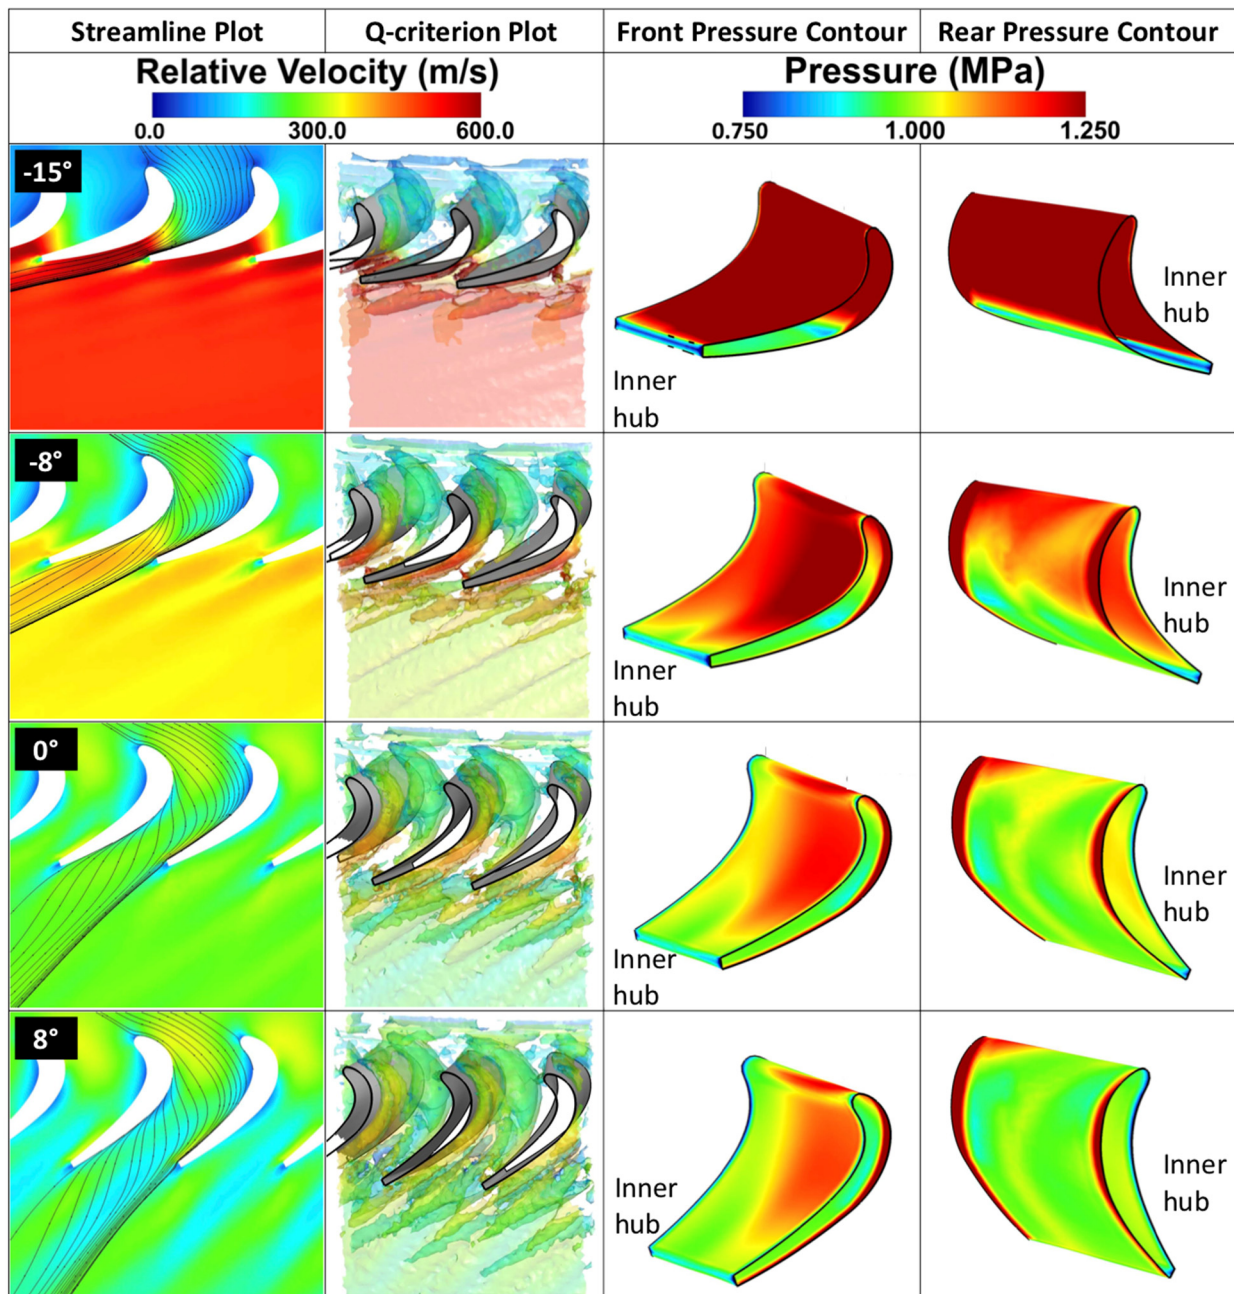 Streamline Plot
Q-criterion Plot
Front Pressure Contour
Rear Pressure Contour
Relative Velocity (m/s)
0.0 300.0 600.0
Pressure (MPa)
0.750 1.000 1.250
-15°
Inner
hub
Inner
hub
-8°
Inner
hub
Inner
hub
0°
Inner
hub
Inner
hub
8°
Inner
hub
Inner
hub